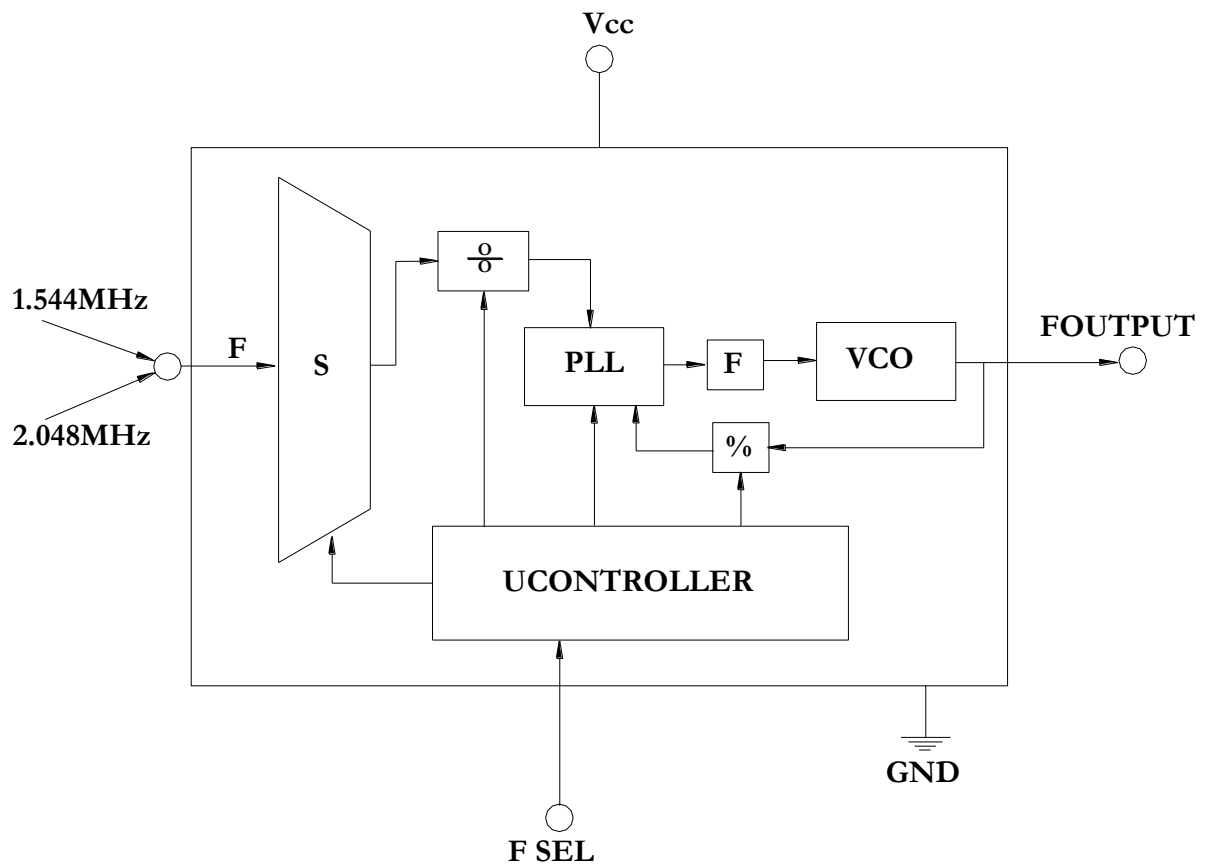 Vcc
1.544MHz
2.048MHz
F
S
O
O
PLL
F
VCO
FOUTPUT
%
UCONTROLLER
GND
F SEL